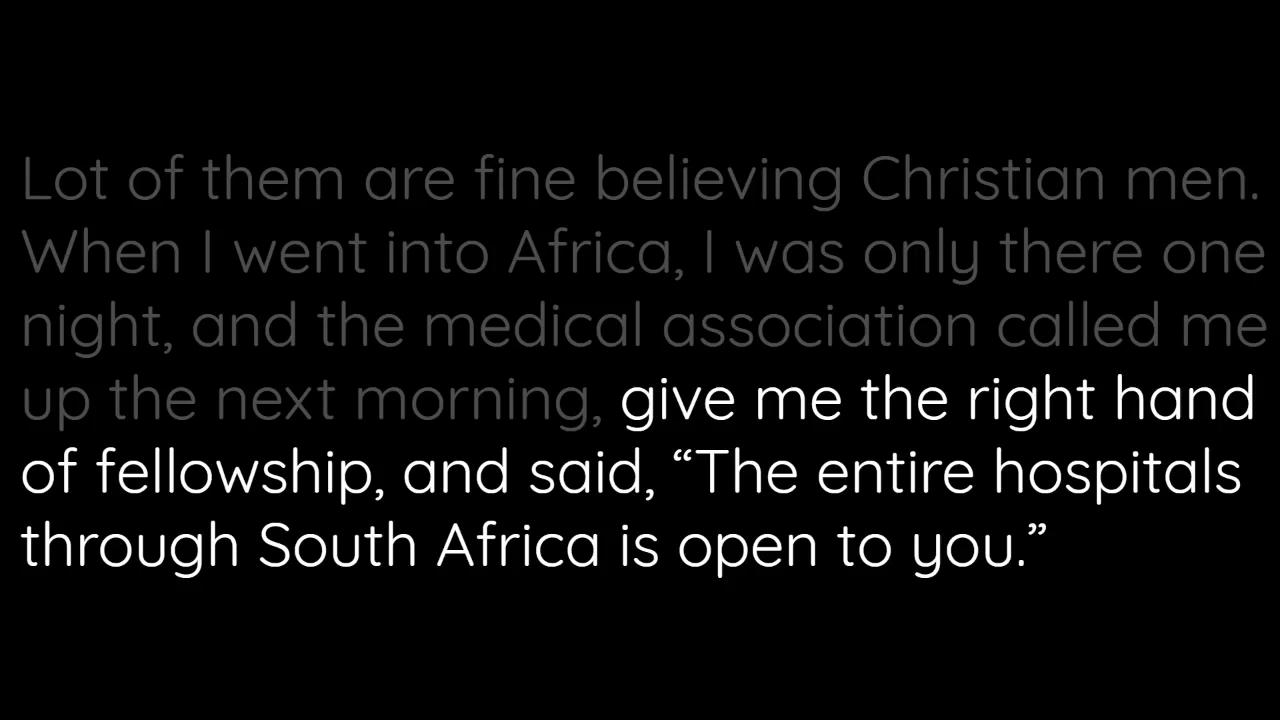 Lot of them are fine believing Christian men.
When I went into Africa, I was only there one
night, and the medical association called me
up the next morning, give me the right hand
of fellowship, and said, “The entire hospitals
through South Africa is open to you.”